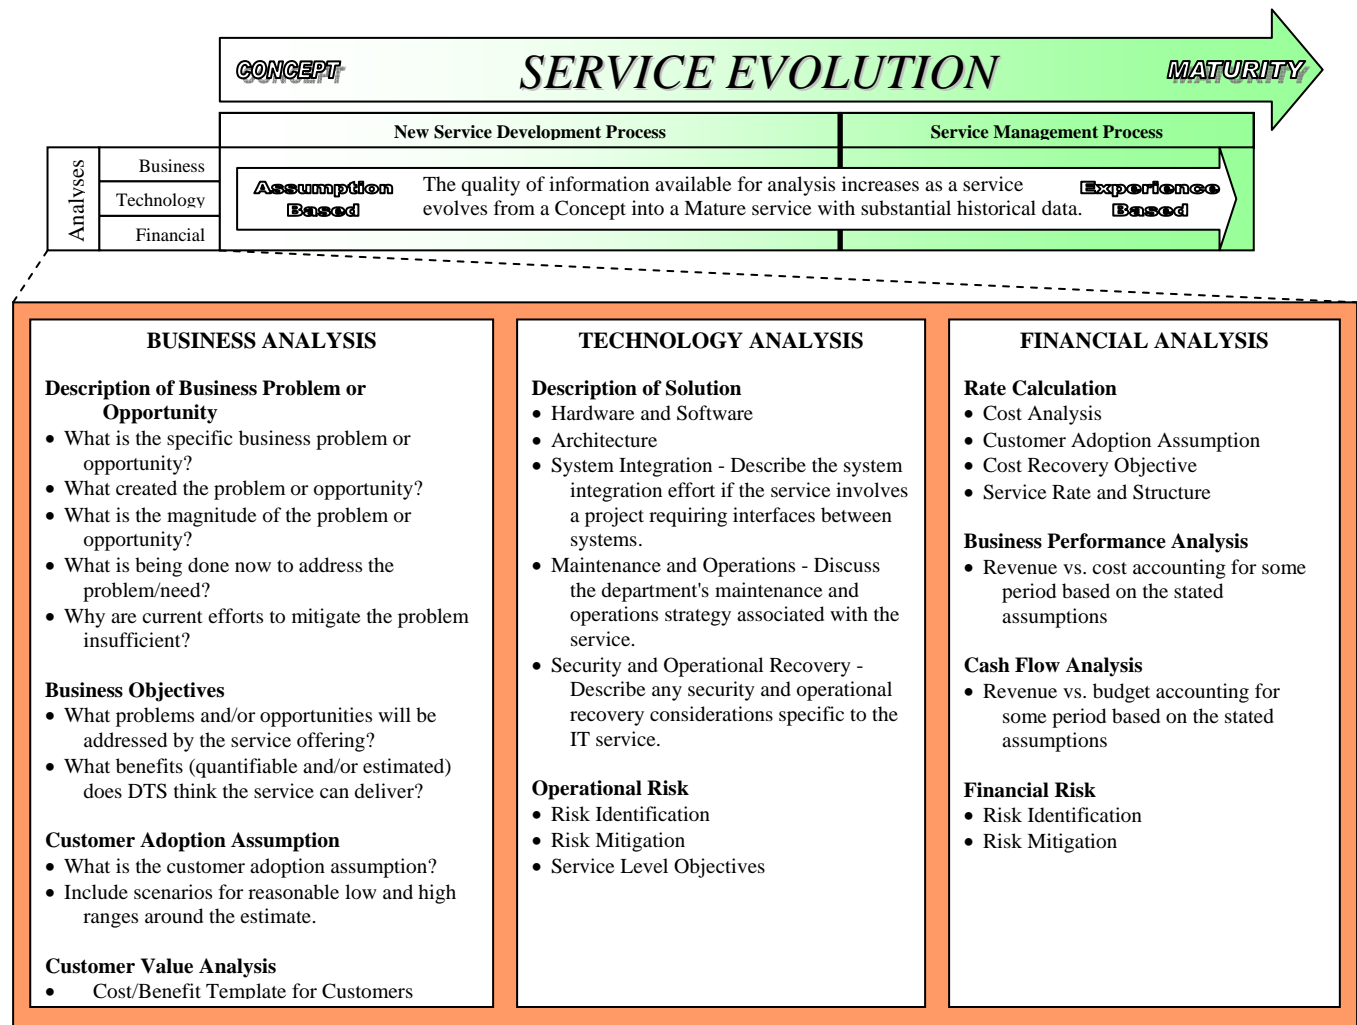 CONCEPT
SERVICE EVOLUTION
MATURITY
New Service Development Process
Service Management Process
Analyses
Business
Technology
Financial
Assumption
Based
The quality of information available for analysis increases as a service
evolves from a Concept into a Mature service with substantial historical data.
Experience
Based
BUSINESS ANALYSIS
Description of Business Problem or
Opportunity
• What is the specific business problem or
opportunity?
• What created the problem or opportunity?
• What is the magnitude of the problem or
opportunity?
• What is being done now to address the
problem/need?
• Why are current efforts to mitigate the problem
insufficient?
Business Objectives
• What problems and/or opportunities will be
addressed by the service offering?
• What benefits (quantifiable and/or estimated)
does DTS think the service can deliver?
Customer Adoption Assumption
• What is the customer adoption assumption?
• Include scenarios for reasonable low and high
ranges around the estimate.
Customer Value Analysis
• Cost/Benefit Template for Customers
TECHNOLOGY ANALYSIS
Description of Solution
• Hardware and Software
• Architecture
• System Integration - Describe the system
integration effort if the service involves
a project requiring interfaces between
systems.
• Maintenance and Operations - Discuss
the department's maintenance and
operations strategy associated with the
service.
• Security and Operational Recovery -
Describe any security and operational
recovery considerations specific to the
IT service.
Operational Risk
• Risk Identification
• Risk Mitigation
• Service Level Objectives
FINANCIAL ANALYSIS
Rate Calculation
• Cost Analysis
• Customer Adoption Assumption
• Cost Recovery Objective
• Service Rate and Structure
Business Performance Analysis
• Revenue vs. cost accounting for some
period based on the stated
assumptions
Cash Flow Analysis
• Revenue vs. budget accounting for
some period based on the stated
assumptions
Financial Risk
• Risk Identification
• Risk Mitigation